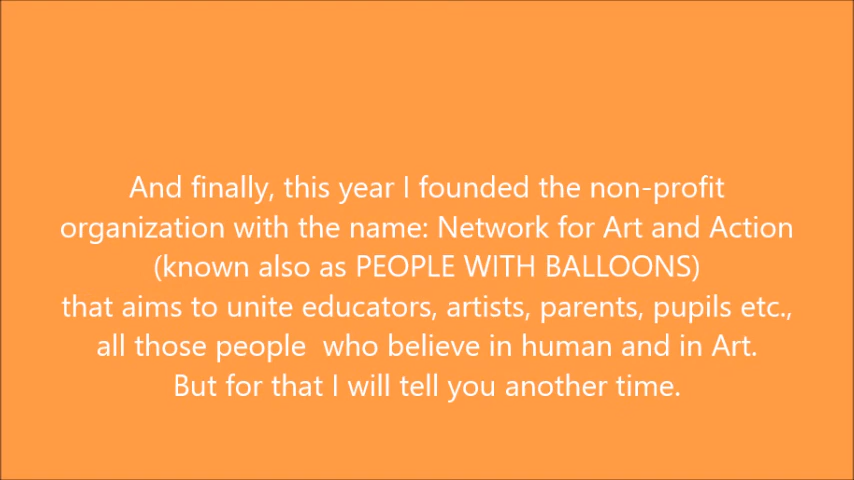 And finally, this year I founded the non-profit
organization with the name: Network for Art and Action
(known also as PEOPLE WITH BALLOONS)
that aims to unite educators, artists, parents, pupils etc.,
all those people  who believe in human and in Art.
But for that I will tell you another time.